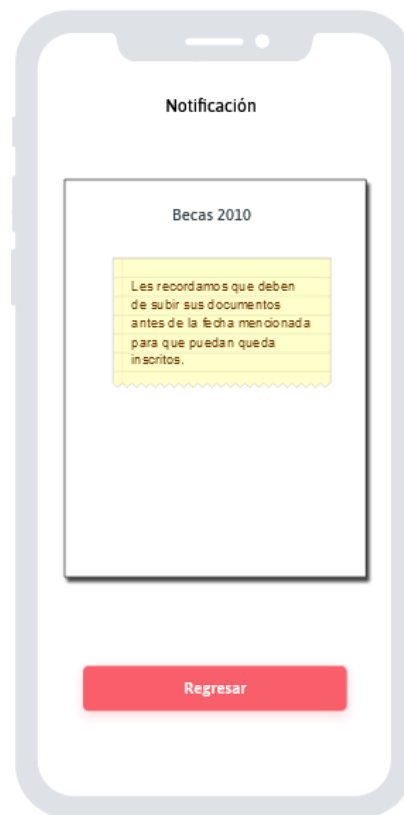 Notificación
Becas 2010
Les recordamos que deben
de subir sus documentos
antes de la fecha mencionada
para que puedan queda
inscritos.
Regresar